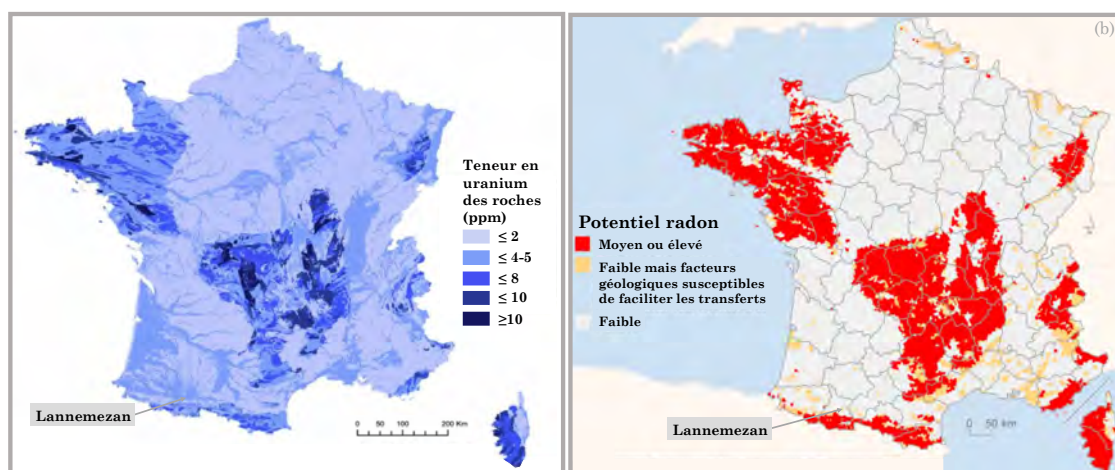 Teneur en
uranium
des roches
(ppm)
≤ 2
≤ 4-5
≤ 8
≤ 10
≥10
Lannemezan
0 50 100 200 Km
(b)
Potentiel radon
Moyen ou élevé
Faible mais facteurs
géologiques susceptibles
de faciliter les transferts
Faible
Lannemezan
0 50 km